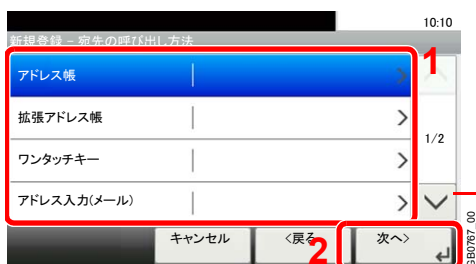 10:10
新規登録 - 宛先の呼び出し方法
アドレス帳
1
拡張アドレス帳
1/2
ワンタッチキー
アドレス入力(メール)
キャンセル
<戻る
2
次へ>
GB0767_00